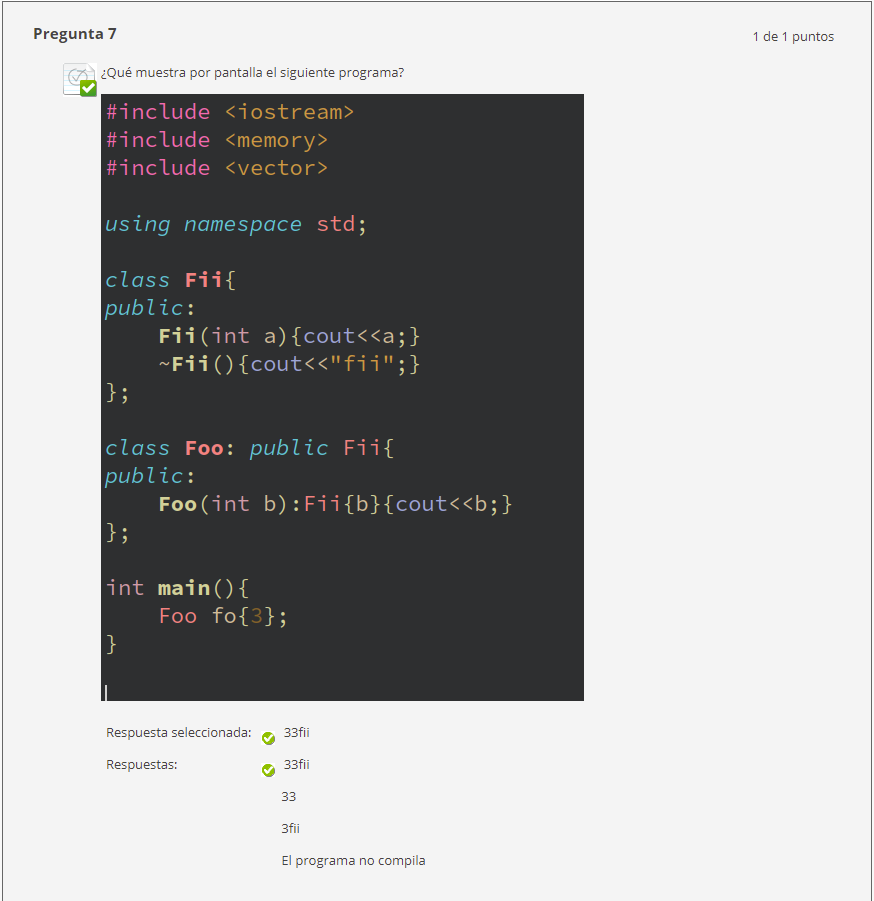 Pregunta 7
1 de 1 puntos
¿Qué muestra por pantalla el siguiente programa?
#include <iostream>
#include <memory>
#include <vector>
using namespace std;
class Fii{
public:
    Fii(int a){cout<<a;}
    ~Fii(){cout<<"fii";}
};
class Foo: public Fii{
public:
    Foo(int b):Fii{b}{cout<<b;}
};
int main(){
    Foo fo{3};
}
Respuesta seleccionada: 33fii
Respuestas: 33fii
33
3fii
El programa no compila